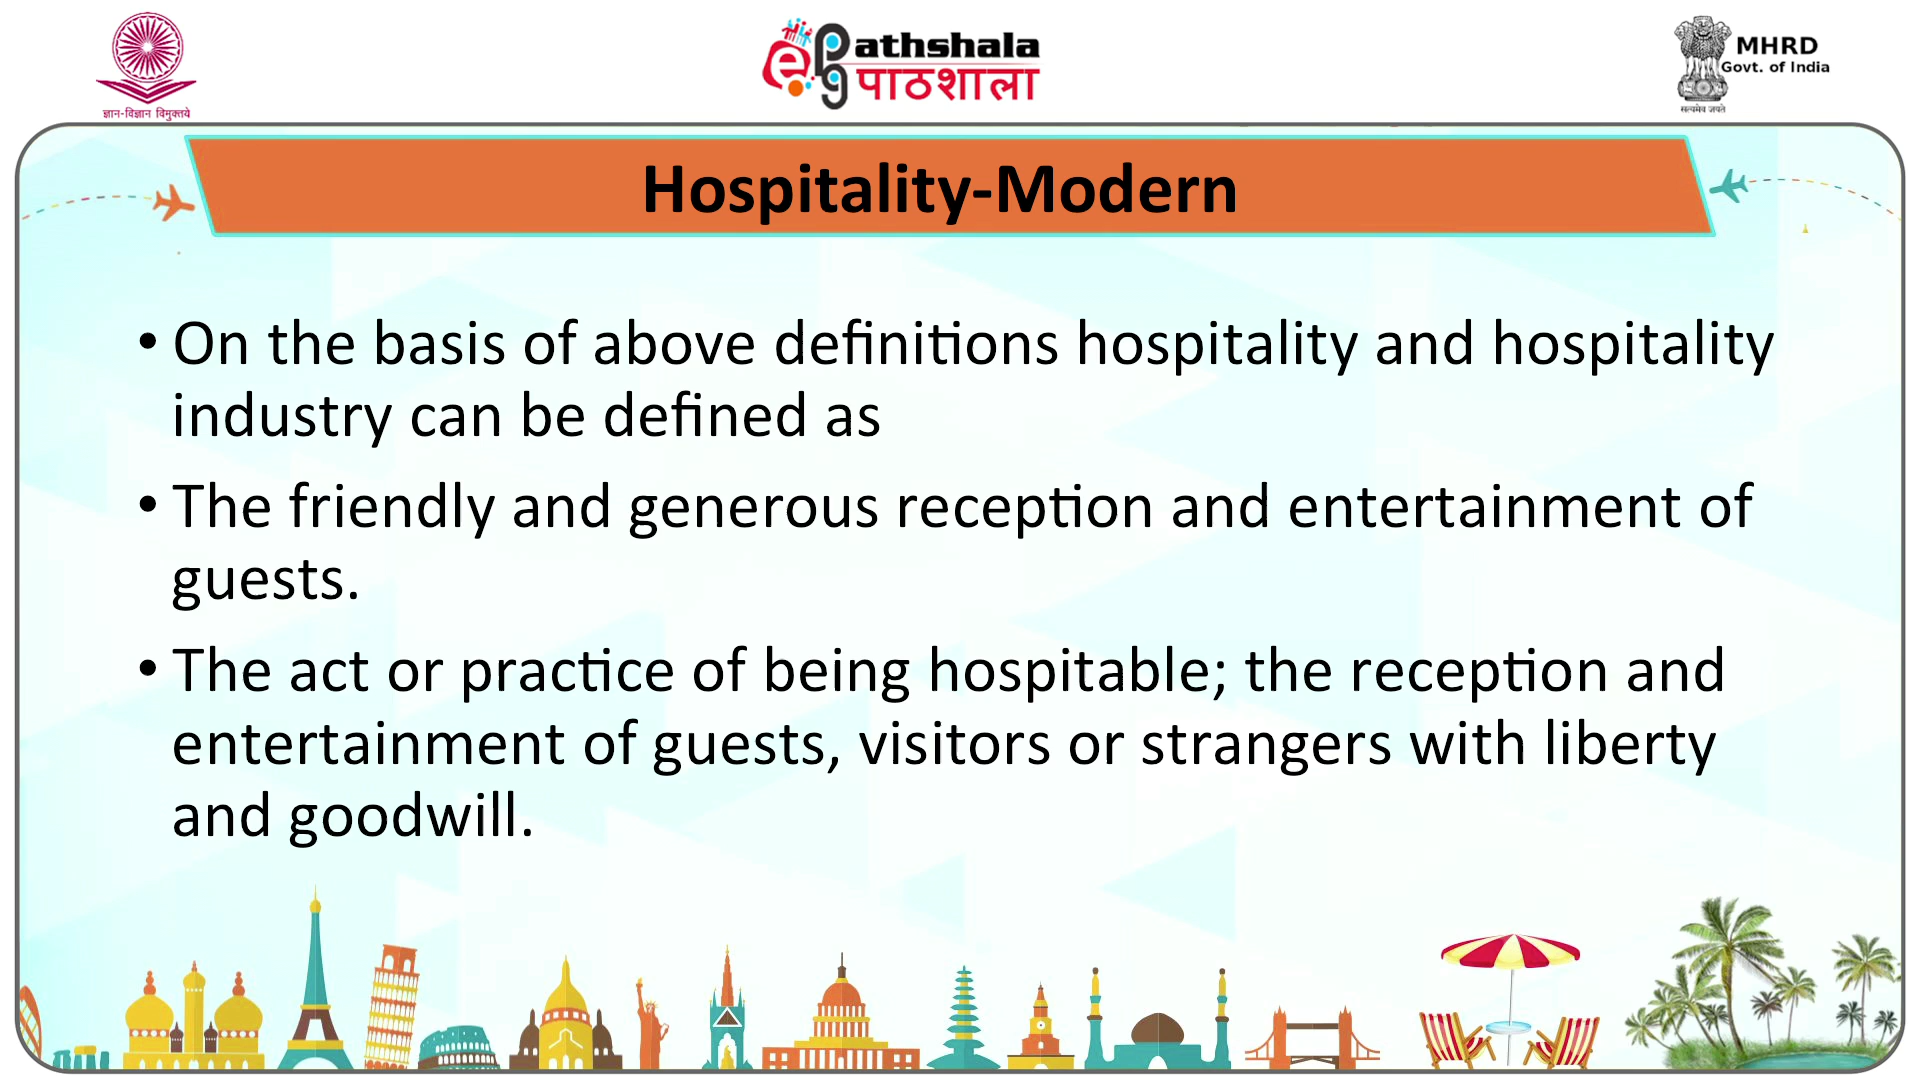 ज्ञान-विज्ञान विमुक्तये
e pg Pathshala
पाठशाला
MHRD
Govt. of India
सत्यमेव जयते
Hospitality-Modern
• On the basis of above definitions hospitality and hospitality
industry can be defined as
• The friendly and generous reception and entertainment of
guests.
• The act or practice of being hospitable; the reception and
entertainment of guests, visitors or strangers with liberty
and goodwill.